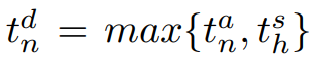 $t_n^d = max\{t_n^a, t_h^s\}$